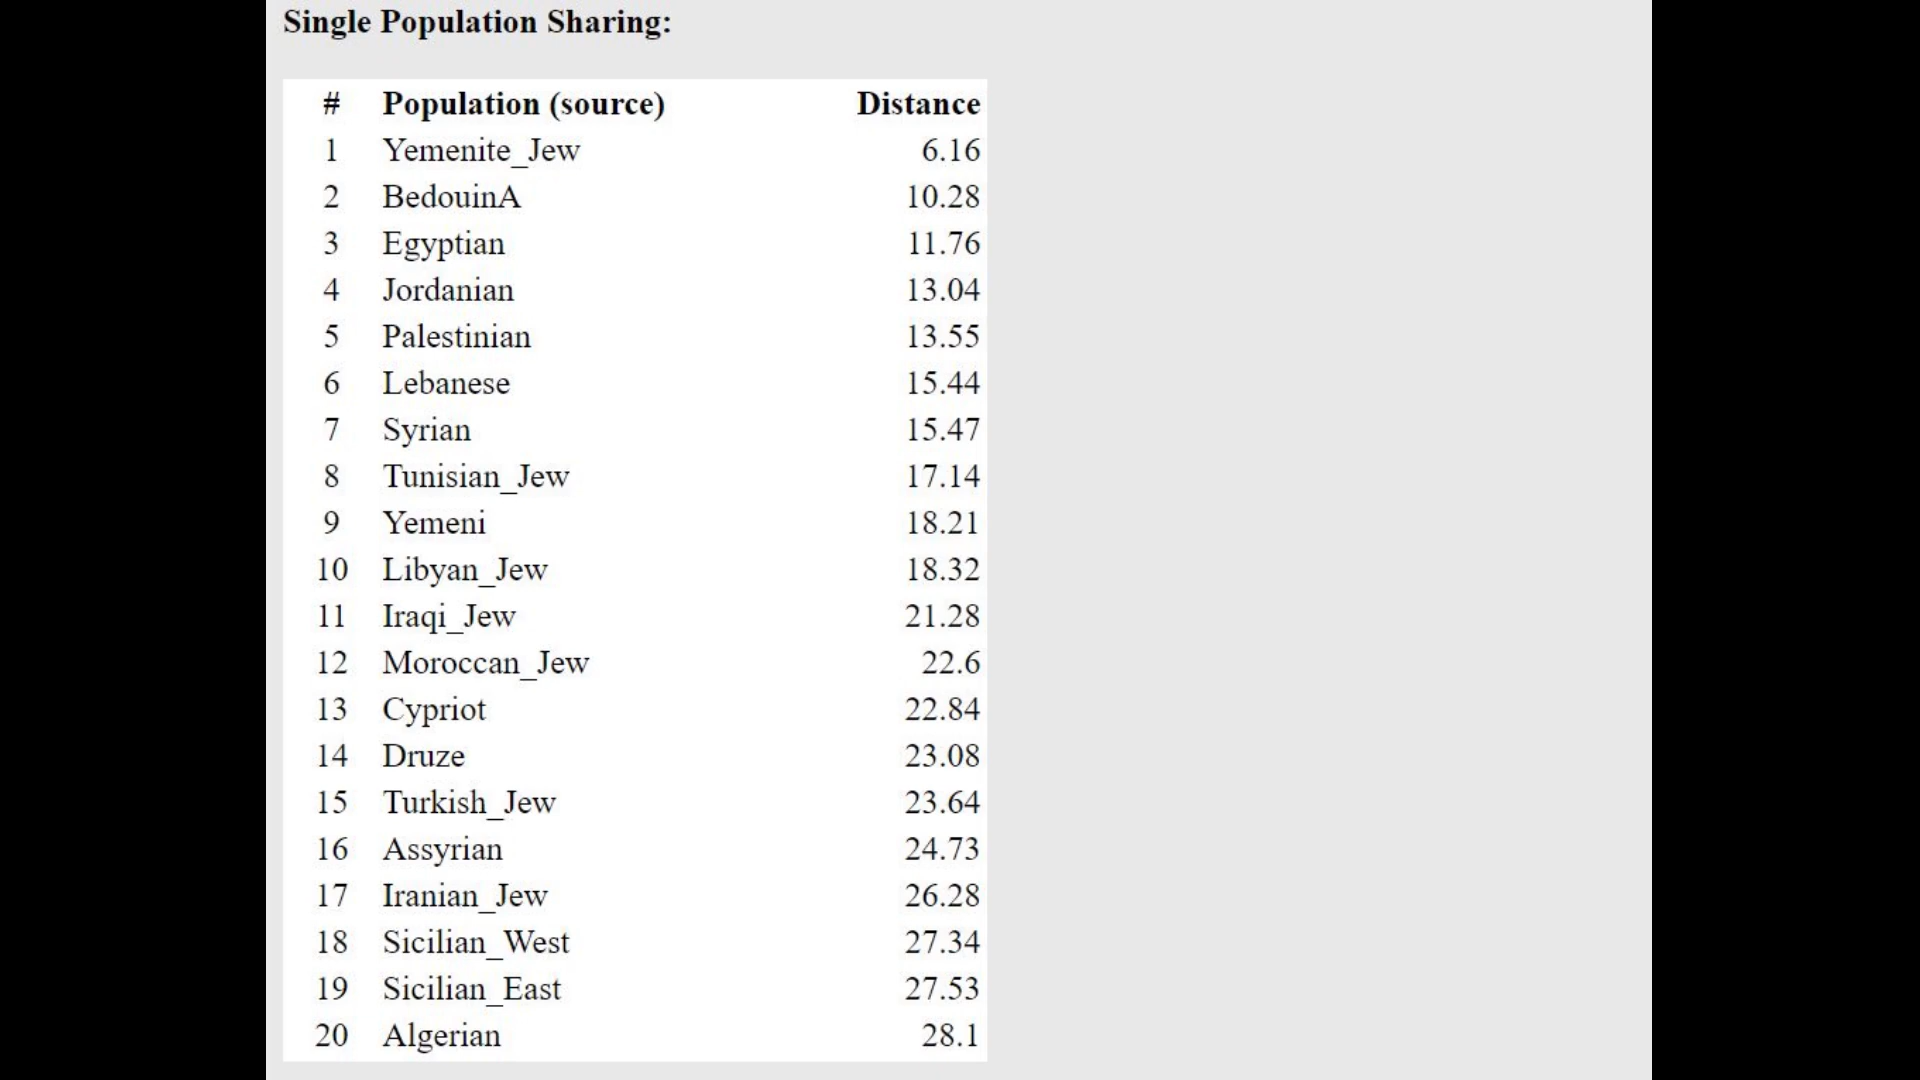 Single Population Sharing:
# Population (source) Distance
1 Yemenite_Jew 6.16
2 BedouinA 10.28
3 Egyptian 11.76
4 Jordanian 13.04
5 Palestinian 13.55
6 Lebanese 15.44
7 Syrian 15.47
8 Tunisian_Jew 17.14
9 Yemeni 18.21
10 Libyan_Jew 18.32
11 Iraqi_Jew 21.28
12 Moroccan_Jew 22.6
13 Cypriot 22.84
14 Druze 23.08
15 Turkish_Jew 23.64
16 Assyrian 24.73
17 Iranian_Jew 26.28
18 Sicilian_West 27.34
19 Sicilian_East 27.53
20 Algerian 28.1